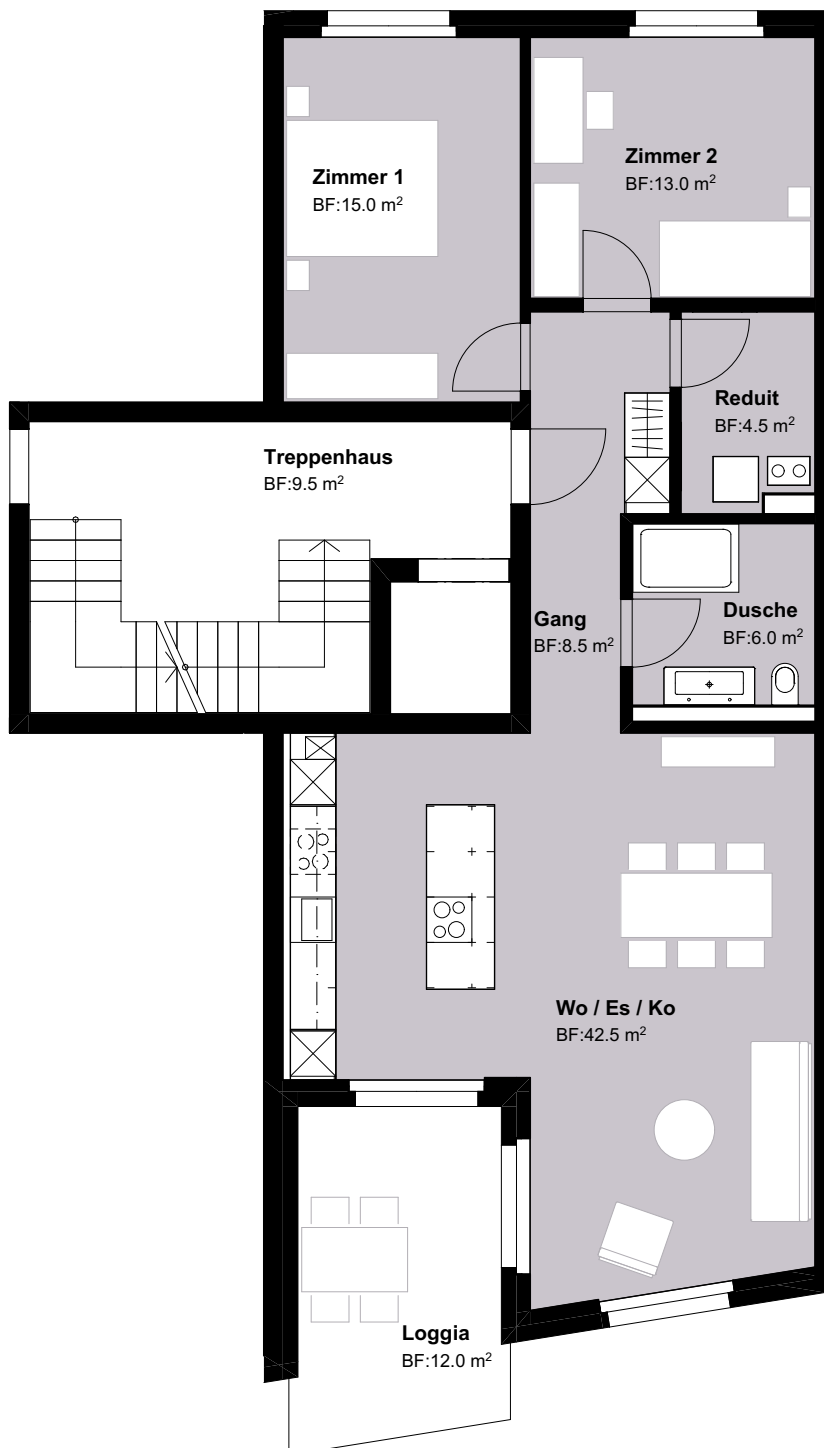 Zimmer 1
BF:15.0 m²
Zimmer 2
BF:13.0 m²
Reduit
BF:4.5 m²
Treppenhaus
BF:9.5 m²
Gang
BF:8.5 m²
Dusche
BF:6.0 m²
Wo / Es / Ko
BF:42.5 m²
Loggia
BF:12.0 m²